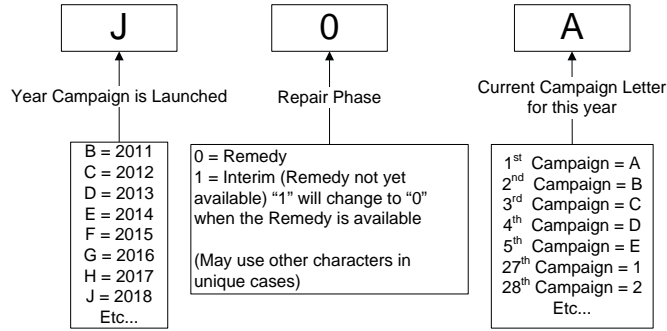 J
0
A
Year Campaign is Launched
Repair Phase
Current Campaign Letter
for this year
B = 2011
C = 2012
D = 2013
E = 2014
F = 2015
G = 2016
H = 2017
J = 2018
Etc...
0 = Remedy
1 = Interim (Remedy not yet
available) “1” will change to “0”
when the Remedy is available
(May use other characters in
unique cases)
1st Campaign = A
2nd Campaign = B
3rd Campaign = C
4th Campaign = D
5th Campaign = E
27th Campaign = 1
28th Campaign = 2
Etc...